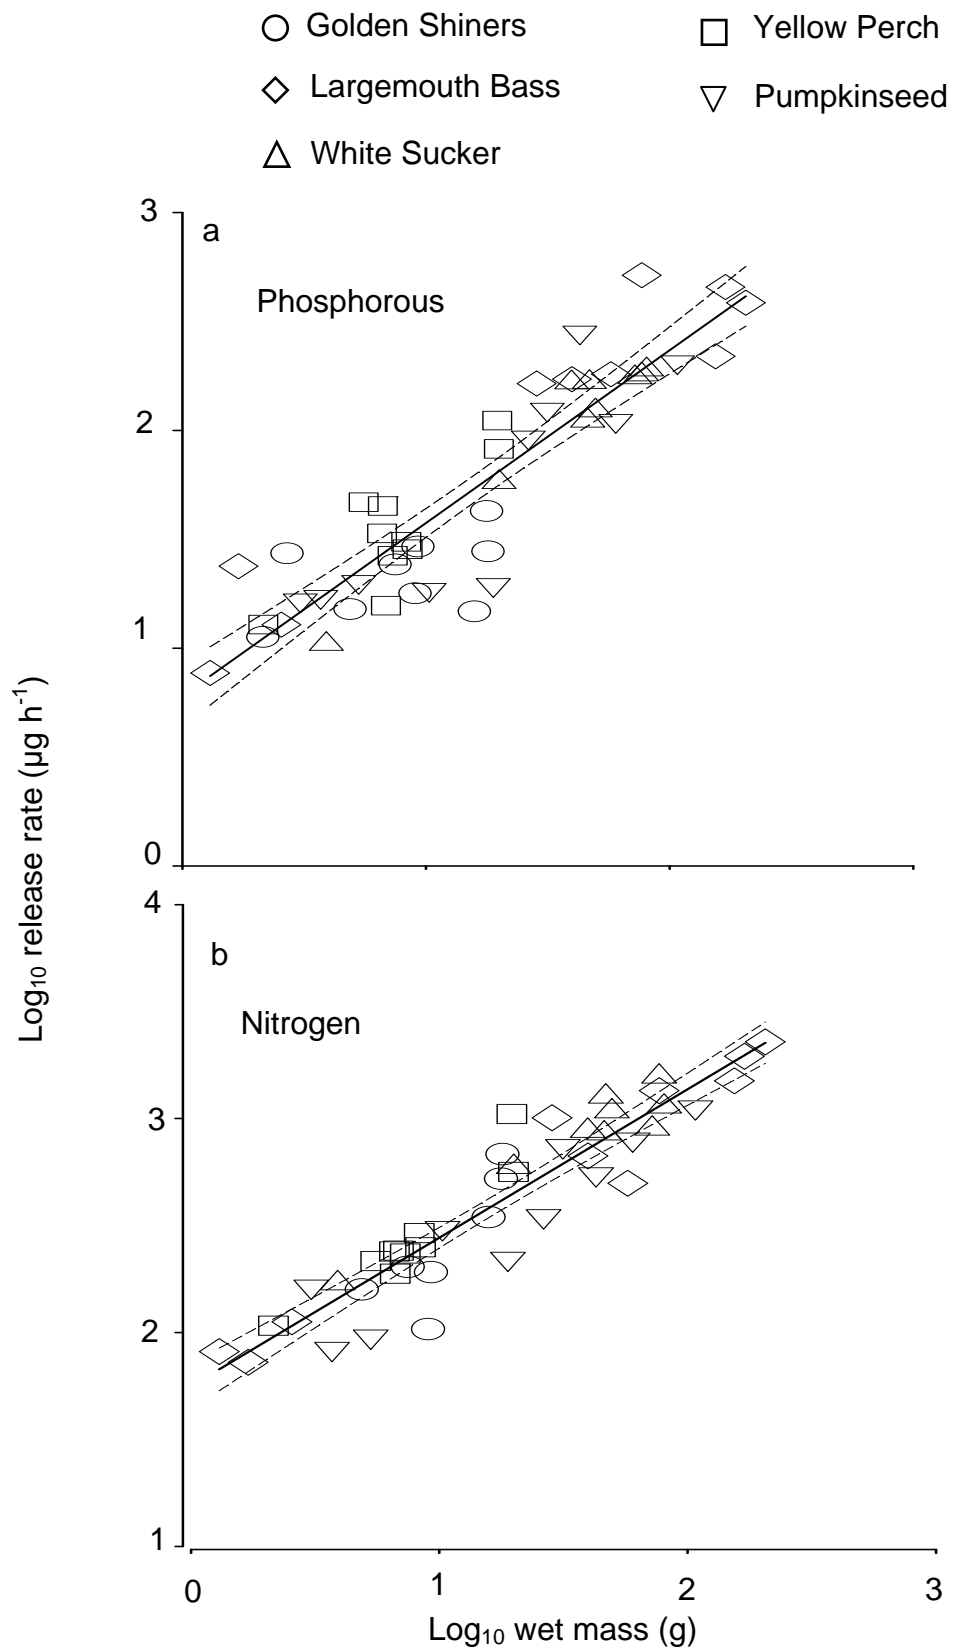 Golden Shiners
Yellow Perch
Largemouth Bass
Pumpkinseed
White Sucker
3
a
Phosphorous
2
1
0
4
b
Nitrogen
3
2
1
0 1 2 3
Log₁₀ wet mass (g)
Log₁₀ release rate (µg h⁻¹)